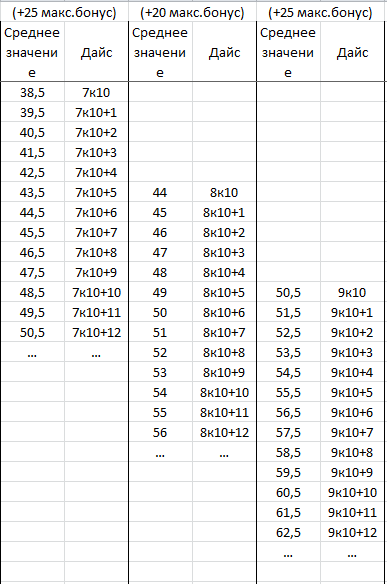 (+25 макс.бонус) (+20 макс.бонус) (+25 макс.бонус)
Среднее Среднее Среднее
значени Дайс значени Дайс значени Дайс
е е е
38,5 7к10
39,5 7к10+1
40,5 7к10+2
41,5 7к10+3
42,5 7к10+4
43,5 7к10+5 44 8к10
44,5 7к10+6 45 8к10+1
45,5 7к10+7 46 8к10+2
46,5 7к10+8 47 8к10+3
47,5 7к10+9 48 8к10+4
48,5 7к10+10 49 8к10+5 50,5 9к10
49,5 7к10+11 50 8к10+6 51,5 9к10+1
50,5 7к10+12 51 8к10+7 52,5 9к10+2
... ... 52 8к10+8 53,5 9к10+3
53 8к10+9 54,5 9к10+4
54 8к10+10 55,5 9к10+5
55 8к10+11 56,5 9к10+6
56 8к10+12 57,5 9к10+7
... ... 58,5 9к10+8
59,5 9к10+9
60,5 9к10+10
61,5 9к10+11
62,5 9к10+12
... ...